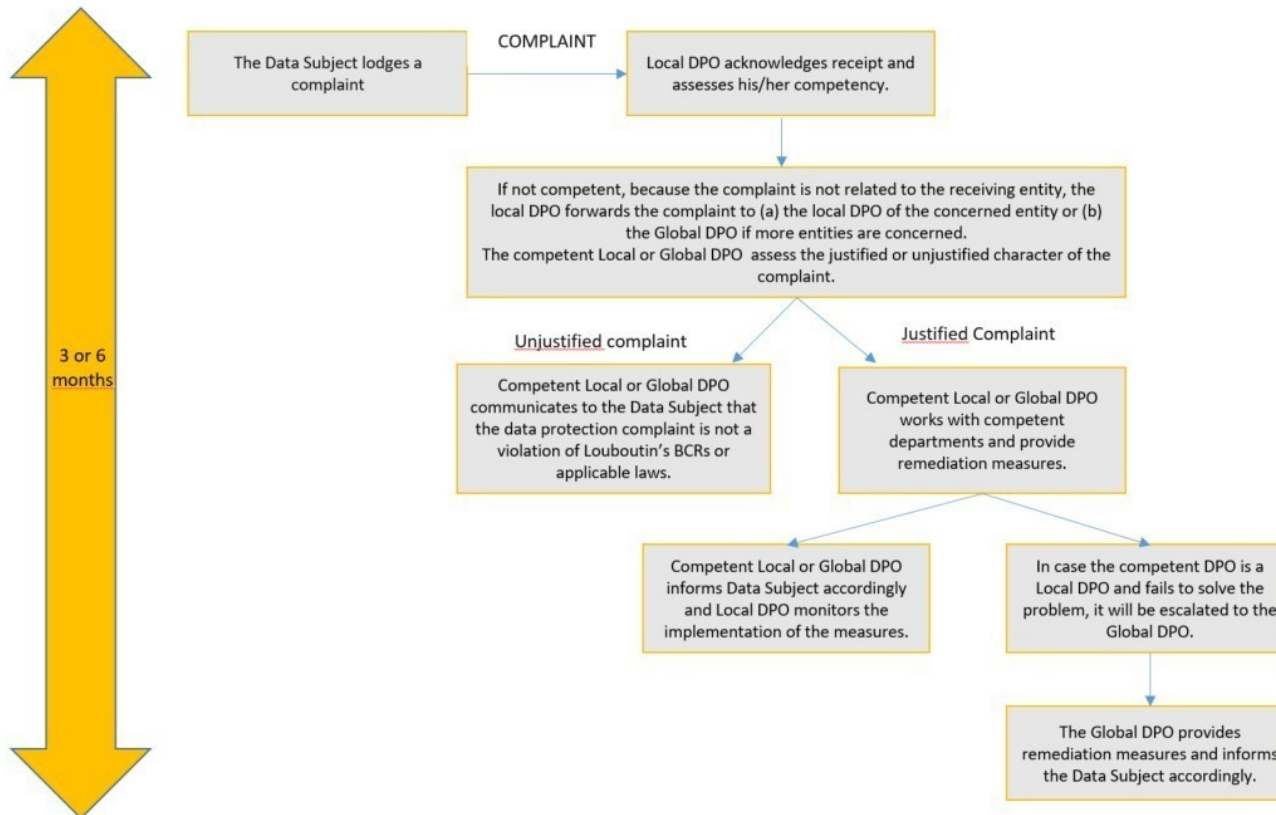 COMPLAINT
The Data Subject lodges a
complaint
Local DPO acknowledges receipt and
assesses his/her competency.
If not competent, because the complaint is not related to the receiving entity, the
local DPO forwards the complaint to (a) the local DPO of the concerned entity or (b)
the Global DPO if more entities are concerned.
The competent Local or Global DPO assess the justified or unjustified character of the
complaint.
3 or 6
months
Unjustified complaint
Justified Complaint
Competent Local or Global DPO
communicates to the Data Subject that
the data protection complaint is not a
violation of Louboutin’s BCRs or
applicable laws.
Competent Local or Global DPO
works with competent
departments and provide
remediation measures.
Competent Local or Global DPO
informs Data Subject accordingly
and Local DPO monitors the
implementation of the measures.
In case the competent DPO is a
Local DPO and fails to solve the
problem, it will be escalated to the
Global DPO.
The Global DPO provides
remediation measures and informs
the Data Subject accordingly.